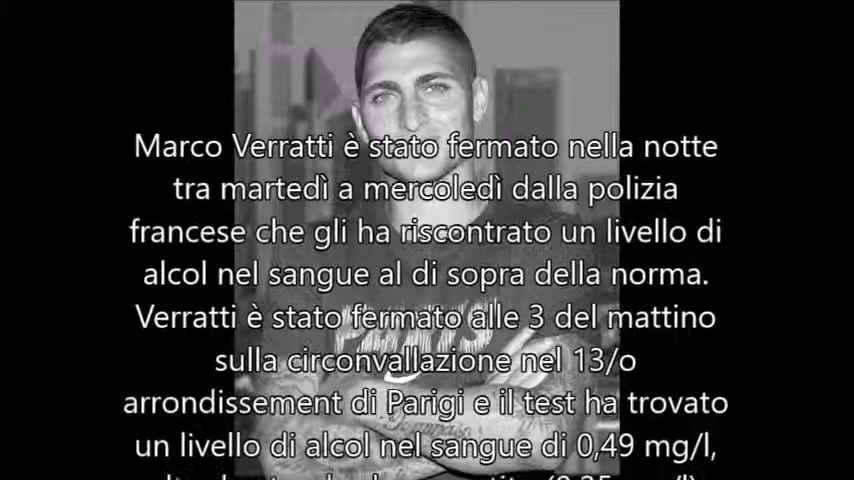 Marco Verratti è stato fermato nella notte
tra martedì a mercoledì dalla polizia
francese che gli ha riscontrato un livello di
alcol nel sangue al di sopra della norma.
Verratti è stato fermato alle 3 del mattino
sulla circonvallazione nel 13/o
arrondissement di Parigi e il test ha trovato
un livello di alcol nel sangue di 0,49 mg/l,